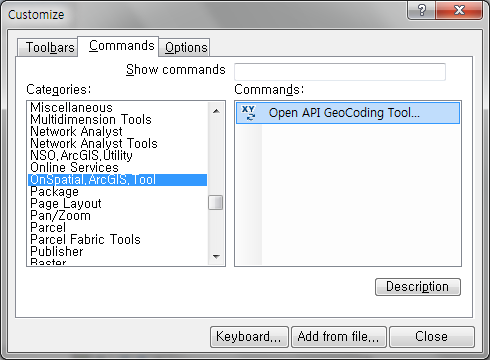 Customize
Toolbars
Commands
Options
Show commands
Categories:
Commands:
Miscellaneous
Multidimension Tools
Network Analyst
Network Analyst Tools
NSO,ArcGIS,Utility
Online Services
OnSpatial,ArcGIS,Tool
Package
Page Layout
Pan/Zoom
Parcel
Parcel Fabric Tools
Publisher
Raster
XY
Open API GeoCoding Tool...
Description
Keyboard...
Add from file...
Close